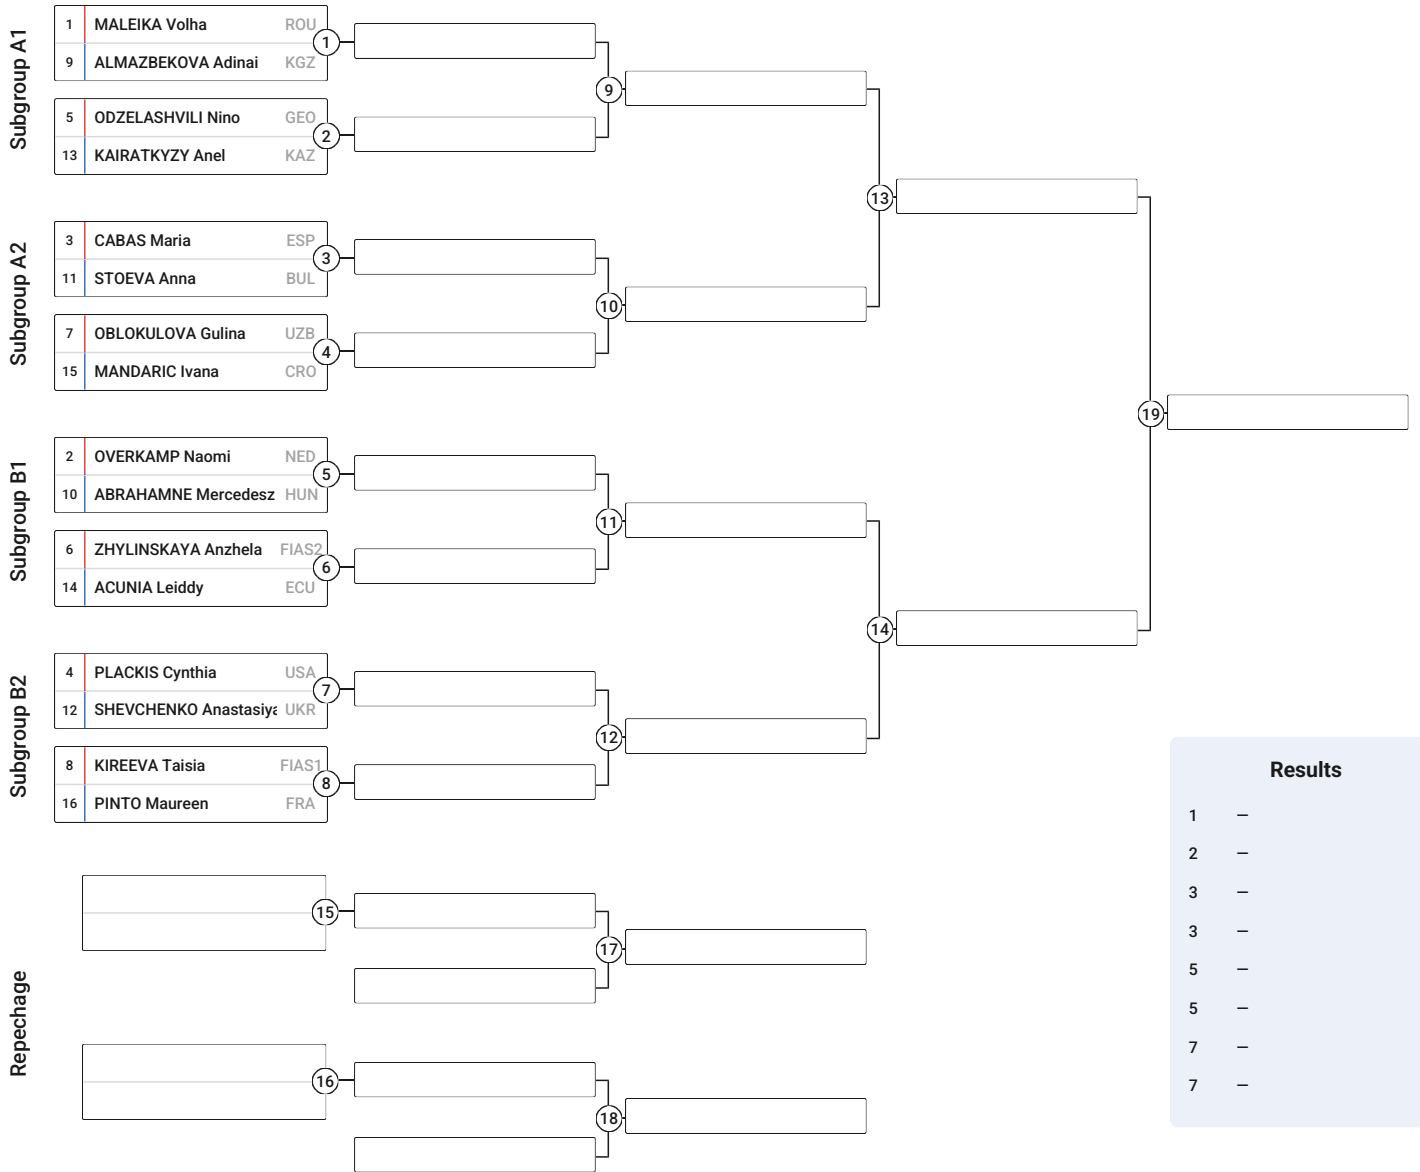 Subgroup A1
1 MALEIKA Volha ROU
9 ALMAZBEKOVA Adinai KGZ
1
5 ODZELASHVILI Nino GEO
13 KAIRATKYZY Anel KAZ
2
9
Subgroup A2
3 CABAS Maria ESP
11 STOEVA Anna BUL
3
7 OBLOKULOVA Gulina UZB
15 MANDARIC Ivana CRO
4
10
13
Subgroup B1
2 OVERKAMP Naomi NED
10 ABRAHAMNE Mercedesz HUN
5
6 ZHYLINSKAYA Anzhela FIAS2
14 ACUNIA Leiddy ECU
6
11
Subgroup B2
4 PLACKIS Cynthia USA
12 SHEVCHENKO Anastasiya UKR
7
8 KIREEVA Taisia FIAS1
16 PINTO Maureen FRA
8
12
14
19
Repechage
15
17
16
18
Results
1 –
2 –
3 –
3 –
5 –
5 –
7 –
7 –